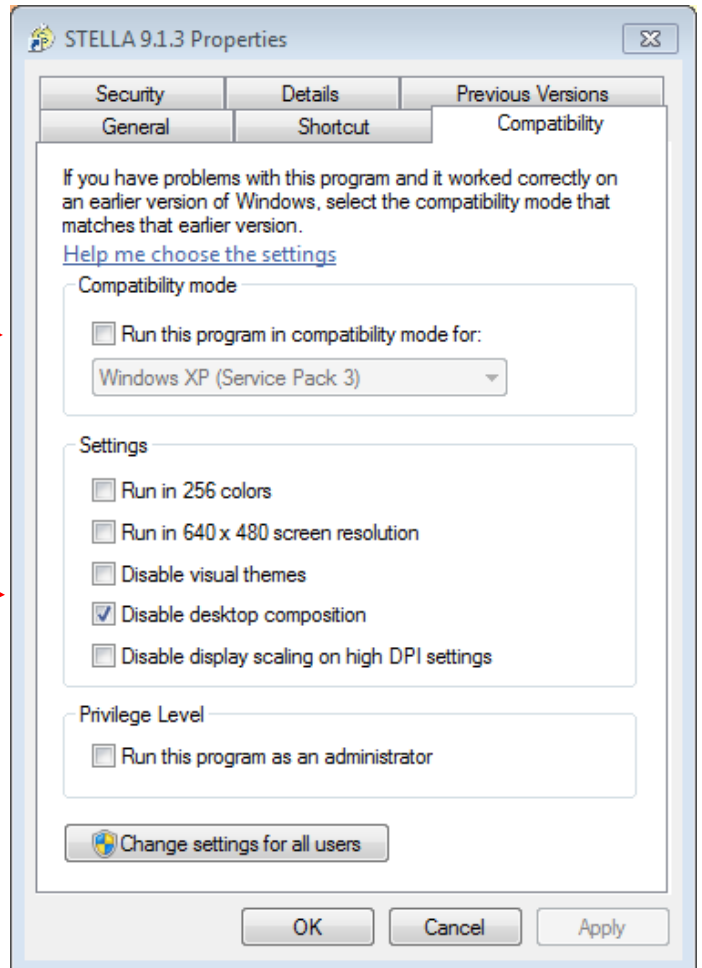 STELLA 9.1.3 Properties
Security Details Previous Versions
General Shortcut Compatibility
If you have problems with this program and it worked correctly on
an earlier version of Windows, select the compatibility mode that
matches that earlier version.
Help me choose the settings
Compatibility mode
Run this program in compatibility mode for:
Windows XP (Service Pack 3)
Settings
Run in 256 colors
Run in 640 x 480 screen resolution
Disable visual themes
Disable desktop composition
Disable display scaling on high DPI settings
Privilege Level
Run this program as an administrator
Change settings for all users
OK Cancel Apply